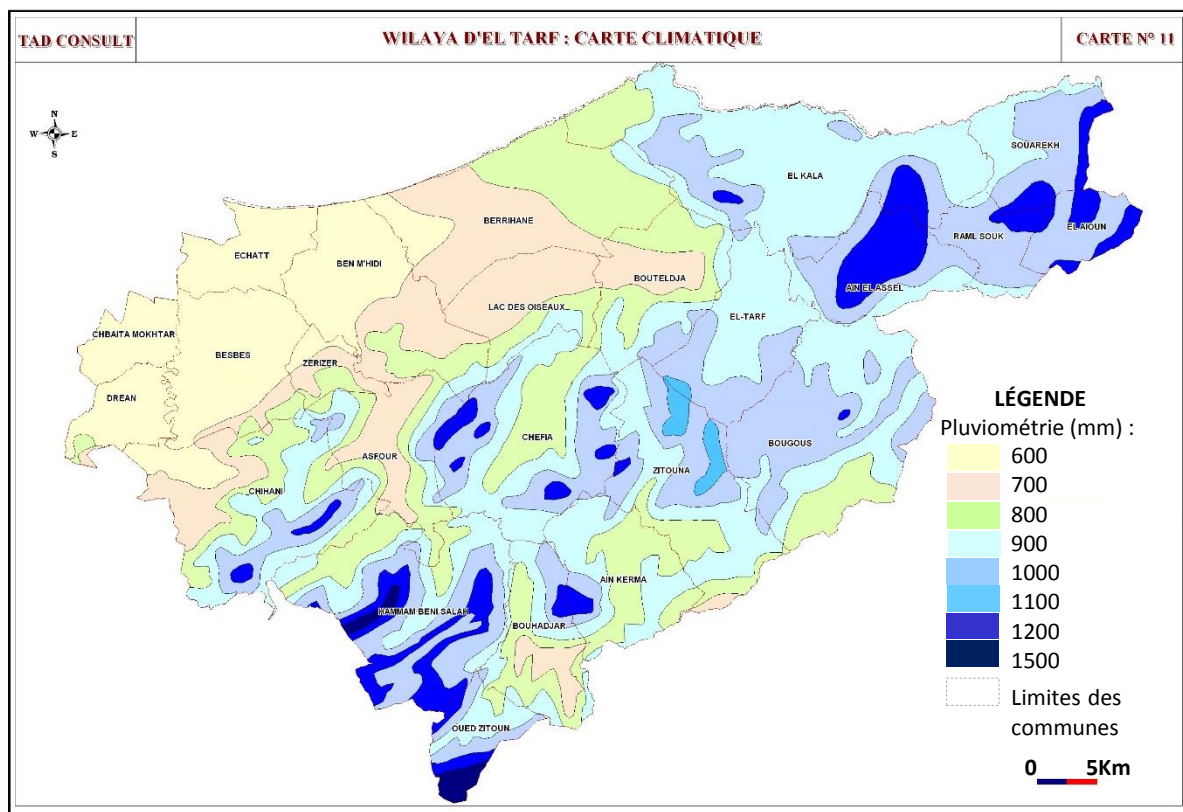 TAD CONSULT
WILAYA D'EL TARF : CARTE CLIMATIQUE
CARTE N° 11
N
W E
S
SOUAREKH
EL KALA
BERRIHANE
RAML SOUK
EL AIOUN
ECHATT
BEN M'HIDI
BOUTELDJA
AIN EL ASSEL
LAC DES OISEAUX
EL-TARF
CHBAITA MOKHTAR
BESBES
ZERIZER
DREAN
CHEFIA
BOUGOUS
ASFOUR
ZITOUNA
CHIHANI
AIN KERMA
HAMMAM BENI SALAH
BOUHADJAR
OUED ZITOUN
LÉGENDE
Pluviométrie (mm) :
600
700
800
900
1000
1100
1200
1500
Limites des
communes
0 5Km